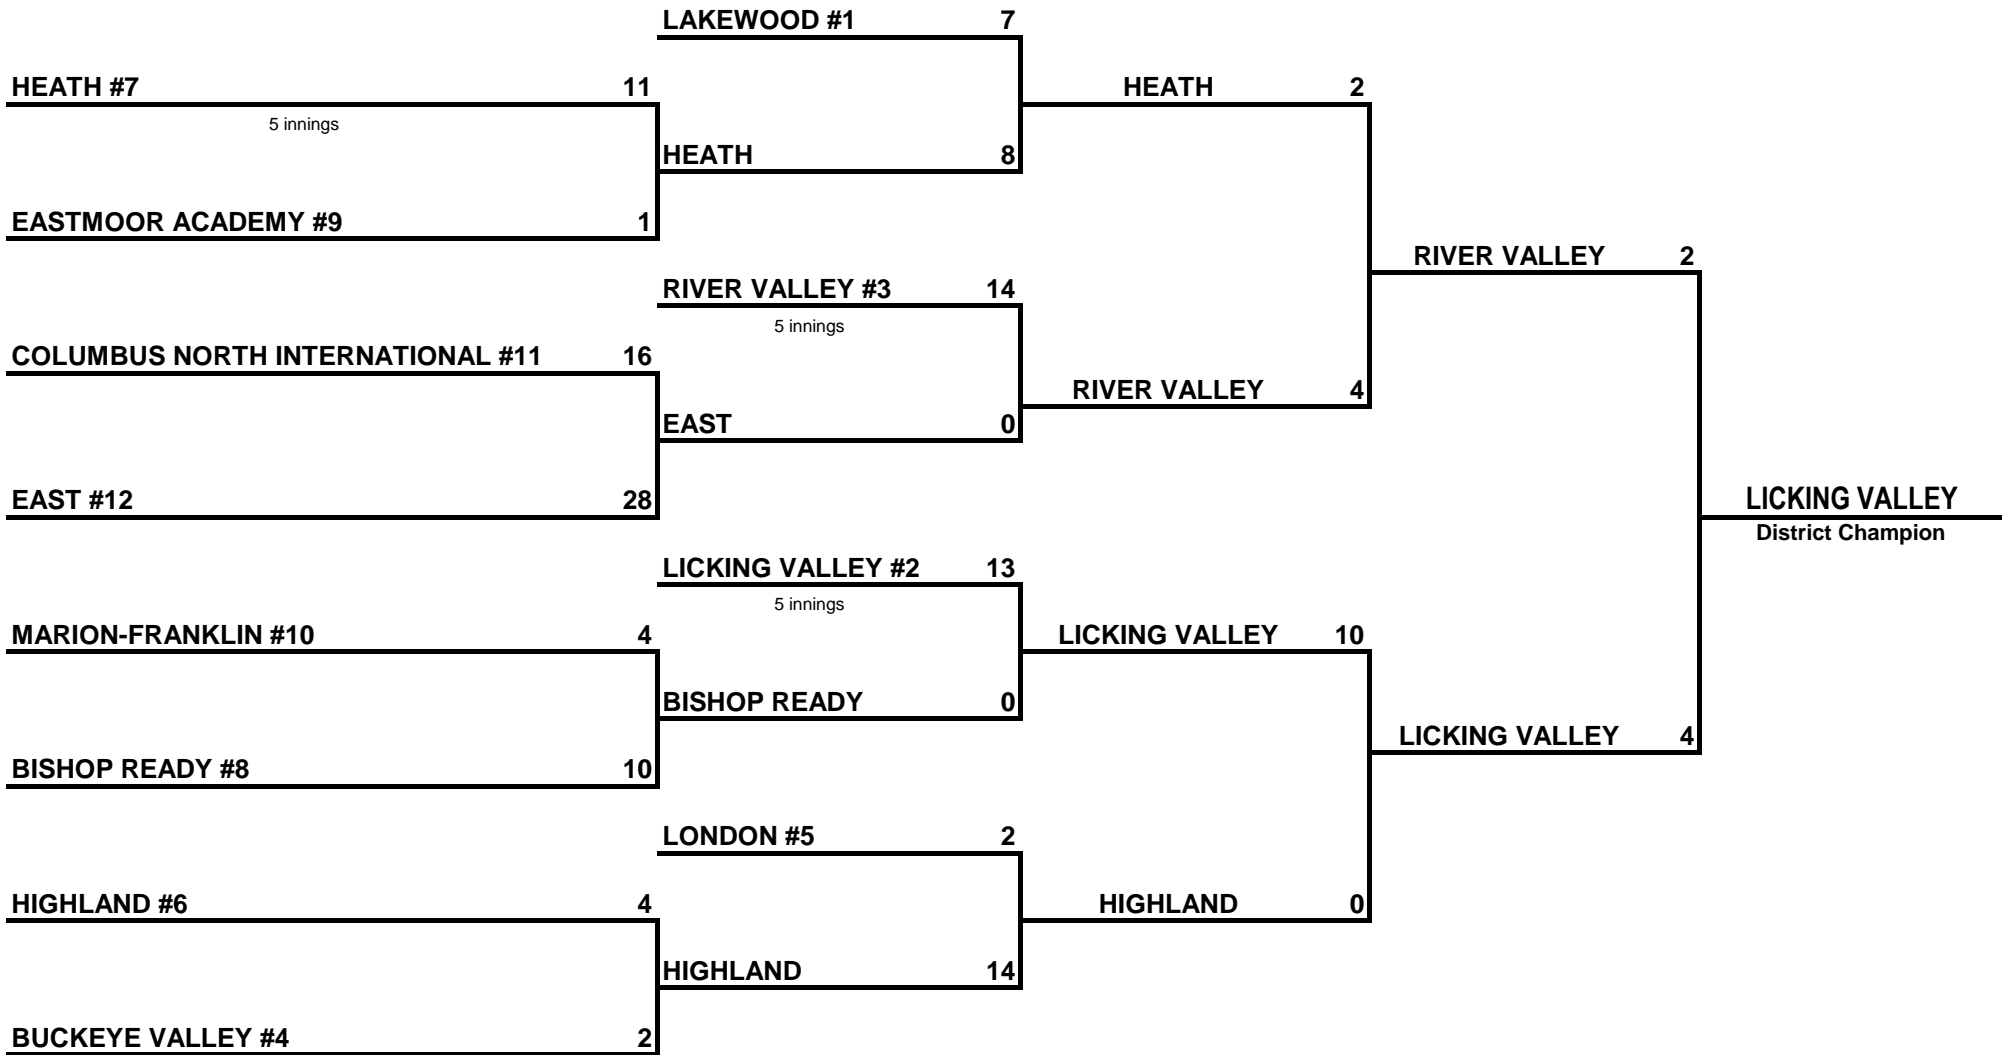 LAKEWOOD #1 7
HEATH #7 11
HEATH 2
5 innings
HEATH 8
EASTMOOR ACADEMY #9 1
RIVER VALLEY 2
RIVER VALLEY #3 14
5 innings
COLUMBUS NORTH INTERNATIONAL #11 16
RIVER VALLEY 4
EAST 0
EAST #12 28
LICKING VALLEY
District Champion
LICKING VALLEY #2 13
5 innings
MARION-FRANKLIN #10 4
LICKING VALLEY 10
BISHOP READY 0
LICKING VALLEY 4
BISHOP READY #8 10
LONDON #5 2
HIGHLAND #6 4
HIGHLAND 0
HIGHLAND 14
BUCKEYE VALLEY #4 2